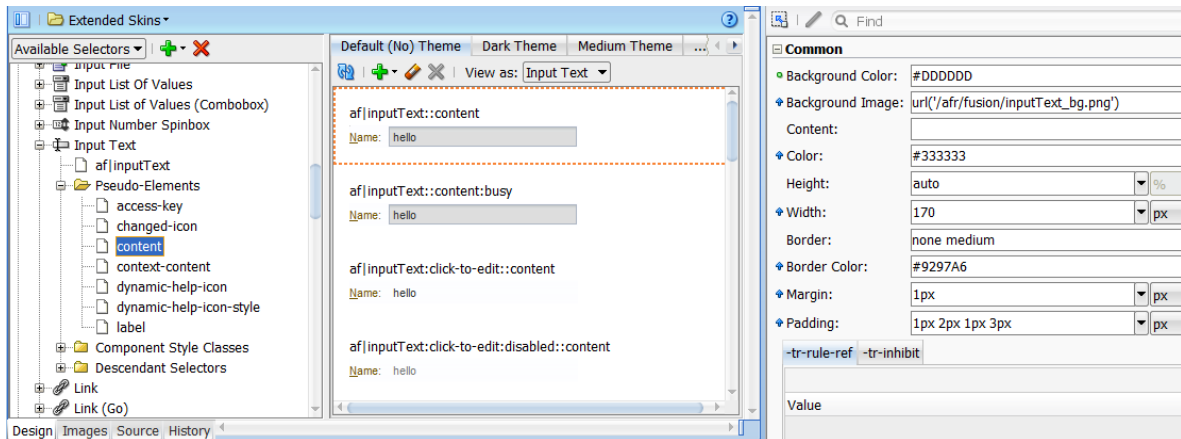 Extended Skins
Available Selectors
Input File
Input List Of Values
Input List of Values (Combobox)
Input Number Spinbox
Input Text
af|inputText
Pseudo-Elements
access-key
changed-icon
content
context-content
dynamic-help-icon
dynamic-help-icon-style
label
Component Style Classes
Descendant Selectors
Link
Link (Go)
Design Images Source History
Default (No) Theme Dark Theme Medium Theme ...
View as: Input Text
af|inputText::content
Name: hello
af|inputText::content:busy
Name: hello
af|inputText:click-to-edit::content
Name: hello
af|inputText:click-to-edit:disabled::content
Name: hello
Find
Common
Background Color: #DDDDDD
Background Image: url('/afr/fusion/inputText_bg.png')
Content:
Color: #333333
Height: auto %
Width: 170 px
Border: none medium
Border Color: #9297A6
Margin: 1px px
Padding: 1px 2px 1px 3px px
-tr-rule-ref -tr-inhibit
Value